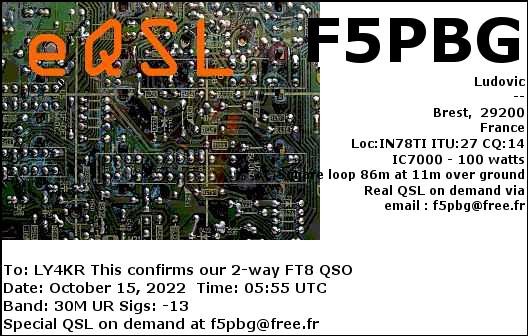 eQSL
F5PBG
Ludovic
--
Brest, 29200
France
Loc:IN78TI ITU:27 CQ:14
IC7000 - 100 watts
loop 86m at 11m over ground
Real QSL on demand via
email : f5pbg@free.fr
To: LY4KR This confirms our 2-way FT8 QSO
Date: October 15, 2022 Time: 05:55 UTC
Band: 30M UR Sigs: -13
Special QSL on demand at f5pbg@free.fr